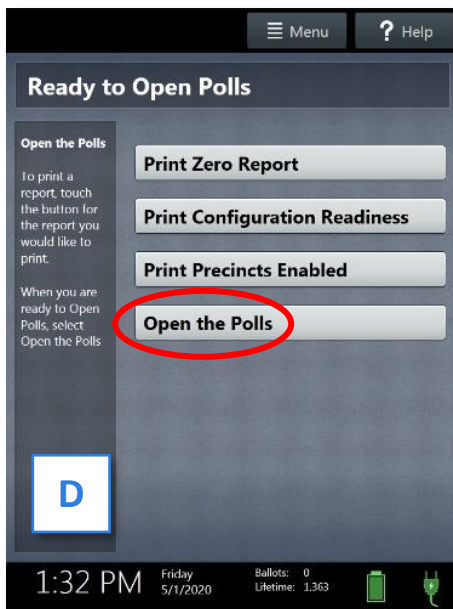 Menu
? Help
Ready to Open Polls
Open the Polls
To print a
report, touch
the button for
the report you
would like to
print.
When you are
ready to Open
Polls, select
Open the Polls
Print Zero Report
Print Configuration Readiness
Print Precincts Enabled
Open the Polls
D
1:32 PM
Friday
5/1/2020
Ballots: 0
Lifetime: 1,363